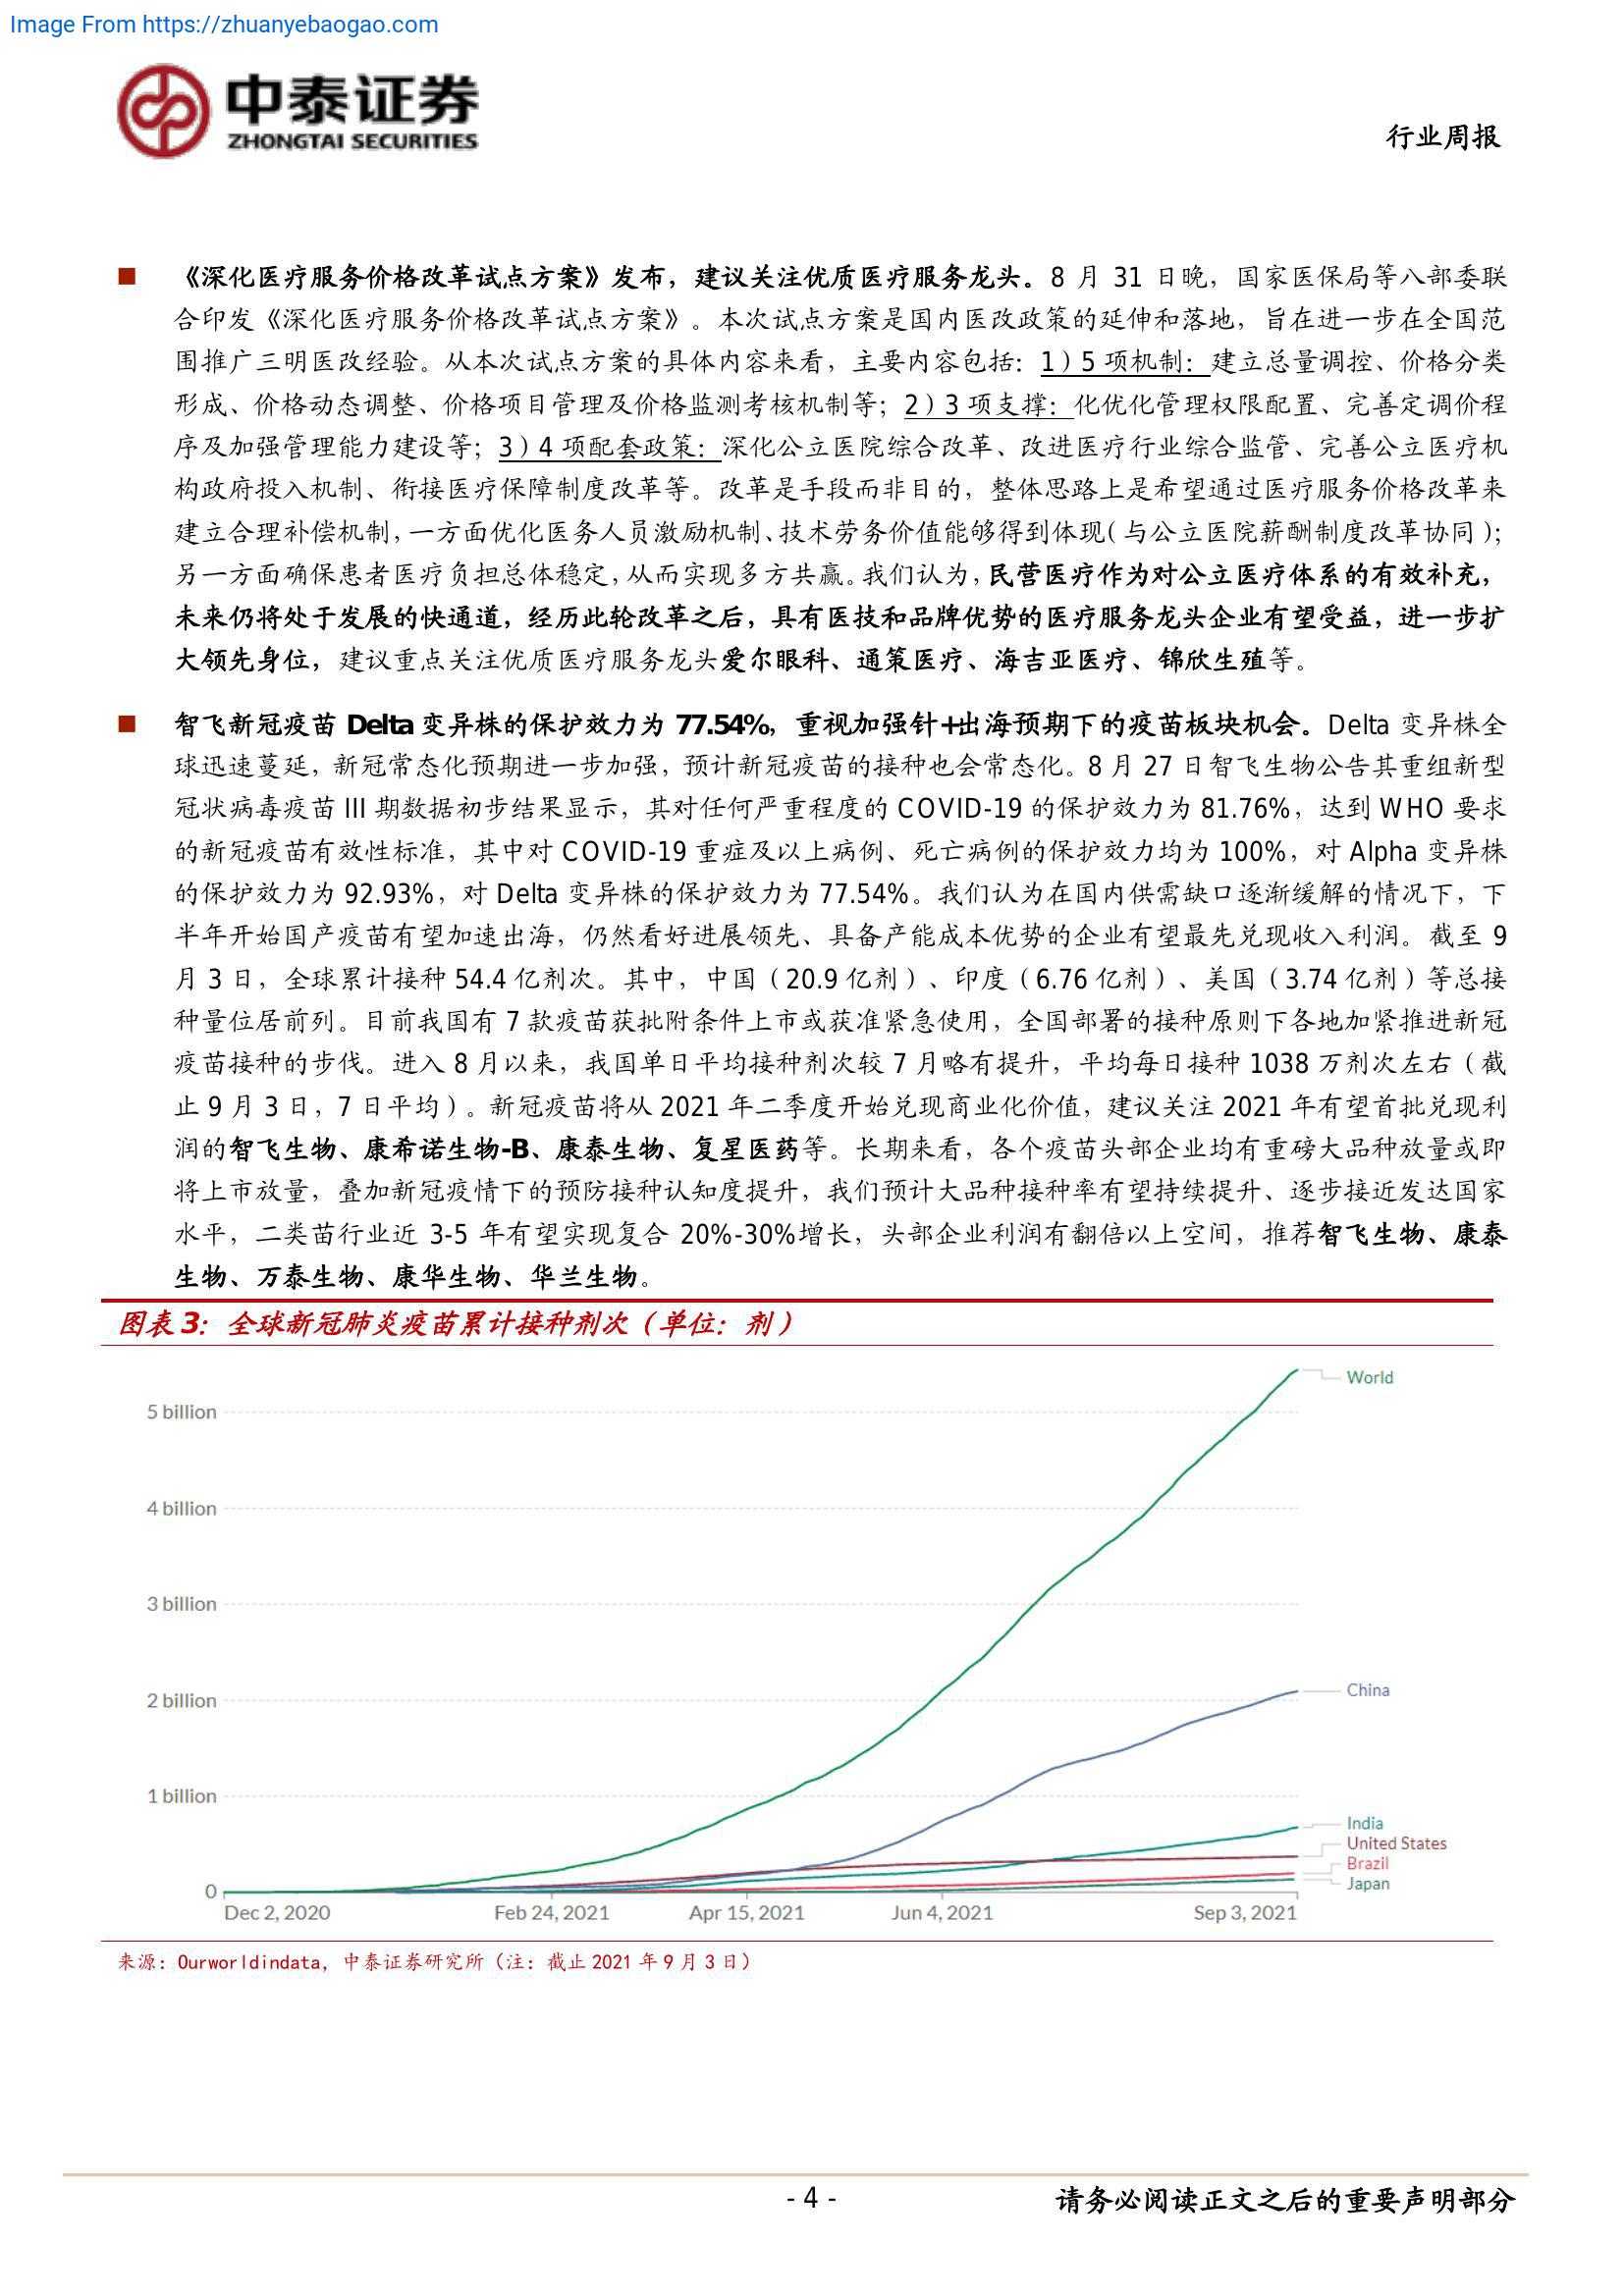 Image From https://zhuanyebaogao.com
中泰证券
ZHONGTAI SECURITIES
行业周报
《深化医疗服务价格改革试点方案》发布，建议关注优质医疗服务龙头。8 月 31 日晚，国家医保局等八部委联
合印发《深化医疗服务价格改革试点方案》。本次试点方案是国内医改政策的延伸和落地，旨在进一步在全国范
围推广三明医改经验。从本次试点方案的具体内容来看，主要内容包括：1）5 项机制：建立总量调控、价格分类
形成、价格动态调整、价格项目管理及价格监测考核机制等；2）3 项支撑：化优化管理权限配置、完善定调价程
序及加强管理能力建设等；3）4 项配套政策：深化公立医院综合改革、改进医疗行业综合监管、完善公立医疗机
构政府投入机制、衔接医疗保障制度改革等。改革是手段而非目的，整体思路上是希望通过医疗服务价格改革来
建立合理补偿机制，一方面优化医务人员激励机制、技术劳务价值能够得到体现（与公立医院薪酬制度改革协同）；
另一方面确保患者医疗负担总体稳定，从而实现多方共赢。我们认为，民营医疗作为对公立医疗体系的有效补充，
未来仍将处于发展的快通道，经历此轮改革之后，具有医技和品牌优势的医疗服务龙头企业有望受益，进一步扩
大领先身位，建议重点关注优质医疗服务龙头爱尔眼科、通策医疗、海吉亚医疗、锦欣生殖等。
智飞新冠疫苗 Delta 变异株的保护效力为 77.54%，重视加强针+出海预期下的疫苗板块机会。Delta 变异株全
球迅速蔓延，新冠常态化预期进一步加强，预计新冠疫苗的接种也会常态化。8 月 27 日智飞生物公告其重组新型
冠状病毒疫苗 III 期数据初步结果显示，其对任何严重程度的 COVID-19 的保护效力为 81.76%，达到 WHO 要求
的新冠疫苗有效性标准，其中对 COVID-19 重症及以上病例、死亡病例的保护效力均为 100%，对 Alpha 变异株
的保护效力为 92.93%，对 Delta 变异株的保护效力为 77.54%。我们认为在国内供需缺口逐渐缓解的情况下，下
半年开始国产疫苗有望加速出海，仍然看好进展领先、具备产能成本优势的企业有望最先兑现收入利润。截至 9
月 3 日，全球累计接种 54.4 亿剂次。其中，中国（20.9 亿剂）、印度（6.76 亿剂）、美国（3.74 亿剂）等总接
种量位居前列。目前我国有 7 款疫苗获批附条件上市或获准紧急使用，全国部署的接种原则下各地加紧推进新冠
疫苗接种的步伐。进入 8 月以来，我国单日平均接种剂次较 7 月略有提升，平均每日接种 1038 万剂次左右（截
止 9 月 3 日，7 日平均）。新冠疫苗将从 2021 年二季度开始兑现商业化价值，建议关注 2021 年有望首批兑现利
润的智飞生物、康希诺生物-B、康泰生物、复星医药等。长期来看，各个疫苗头部企业均有重磅大品种放量或即
将上市放量，叠加新冠疫情下的预防接种认知度提升，我们预计大品种接种率有望持续提升、逐步接近发达国家
水平，二类苗行业近 3-5 年有望实现复合 20%-30%增长，头部企业利润有翻倍以上空间，推荐智飞生物、康泰
生物、万泰生物、康华生物、华兰生物。
图表 3：全球新冠肺炎疫苗累计接种剂次（单位：剂）
World
5 billion
4 billion
3 billion
2 billion
China
1 billion
India
United States
Brazil
Japan
0
Dec 2, 2020
Feb 24, 2021
Apr 15, 2021
Jun 4, 2021
Sep 3, 2021
来源：Ourworldindata，中泰证券研究所（注：截止 2021 年 9 月 3 日）
- 4 -
请务必阅读正文之后的重要声明部分